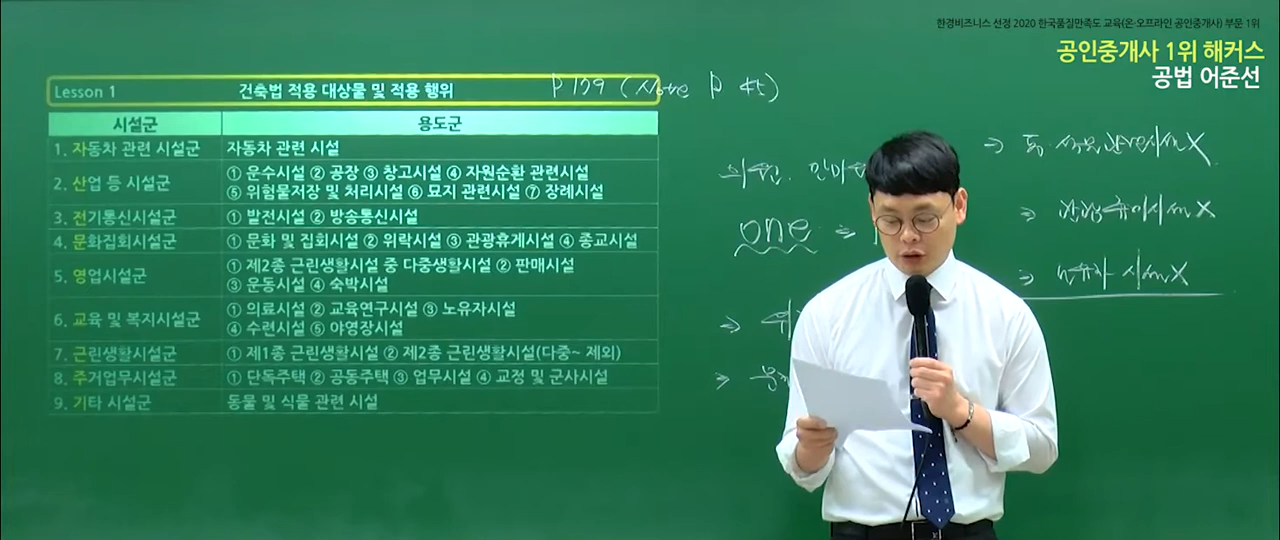 한경비즈니스 선정 2020 한국품질만족도 교육(온·오프라인 공인중개사) 부문 1위
공인중개사 1위 해커스
공법 어준선
Lesson 1 건축법 적용 대상물 및 적용 행위
시설군 용도군
1. 자동차 관련 시설군 자동차 관련 시설
2. 산업 등 시설군 ① 운수시설 ② 공장 ③ 창고시설 ④ 자원순환 관련시설
⑤ 위험물저장 및 처리시설 ⑥ 묘지 관련시설 ⑦ 장례시설
3. 전기통신시설군 ① 발전시설 ② 방송통신시설
4. 문화집회시설군 ① 문화 및 집회시설 ② 위락시설 ③ 관광휴게시설 ④ 종교시설
5. 영업시설군 ① 제2종 근린생활시설 중 다중생활시설 ② 판매시설
③ 운동시설 ④ 숙박시설
6. 교육 및 복지시설군 ① 의료시설 ② 교육연구시설 ③ 노유자시설
④ 수련시설 ⑤ 야영장시설
7. 근린생활시설군 ① 제1종 근린생활시설 ② 제2종 근린생활시설(다중~ 제외)
8. 주거업무시설군 ① 단독주택 ② 공동주택 ③ 업무시설 ④ 교정 및 군사시설
9. 기타 시설군 동물 및 식물 관련 시설
P 179 (
one ⇒